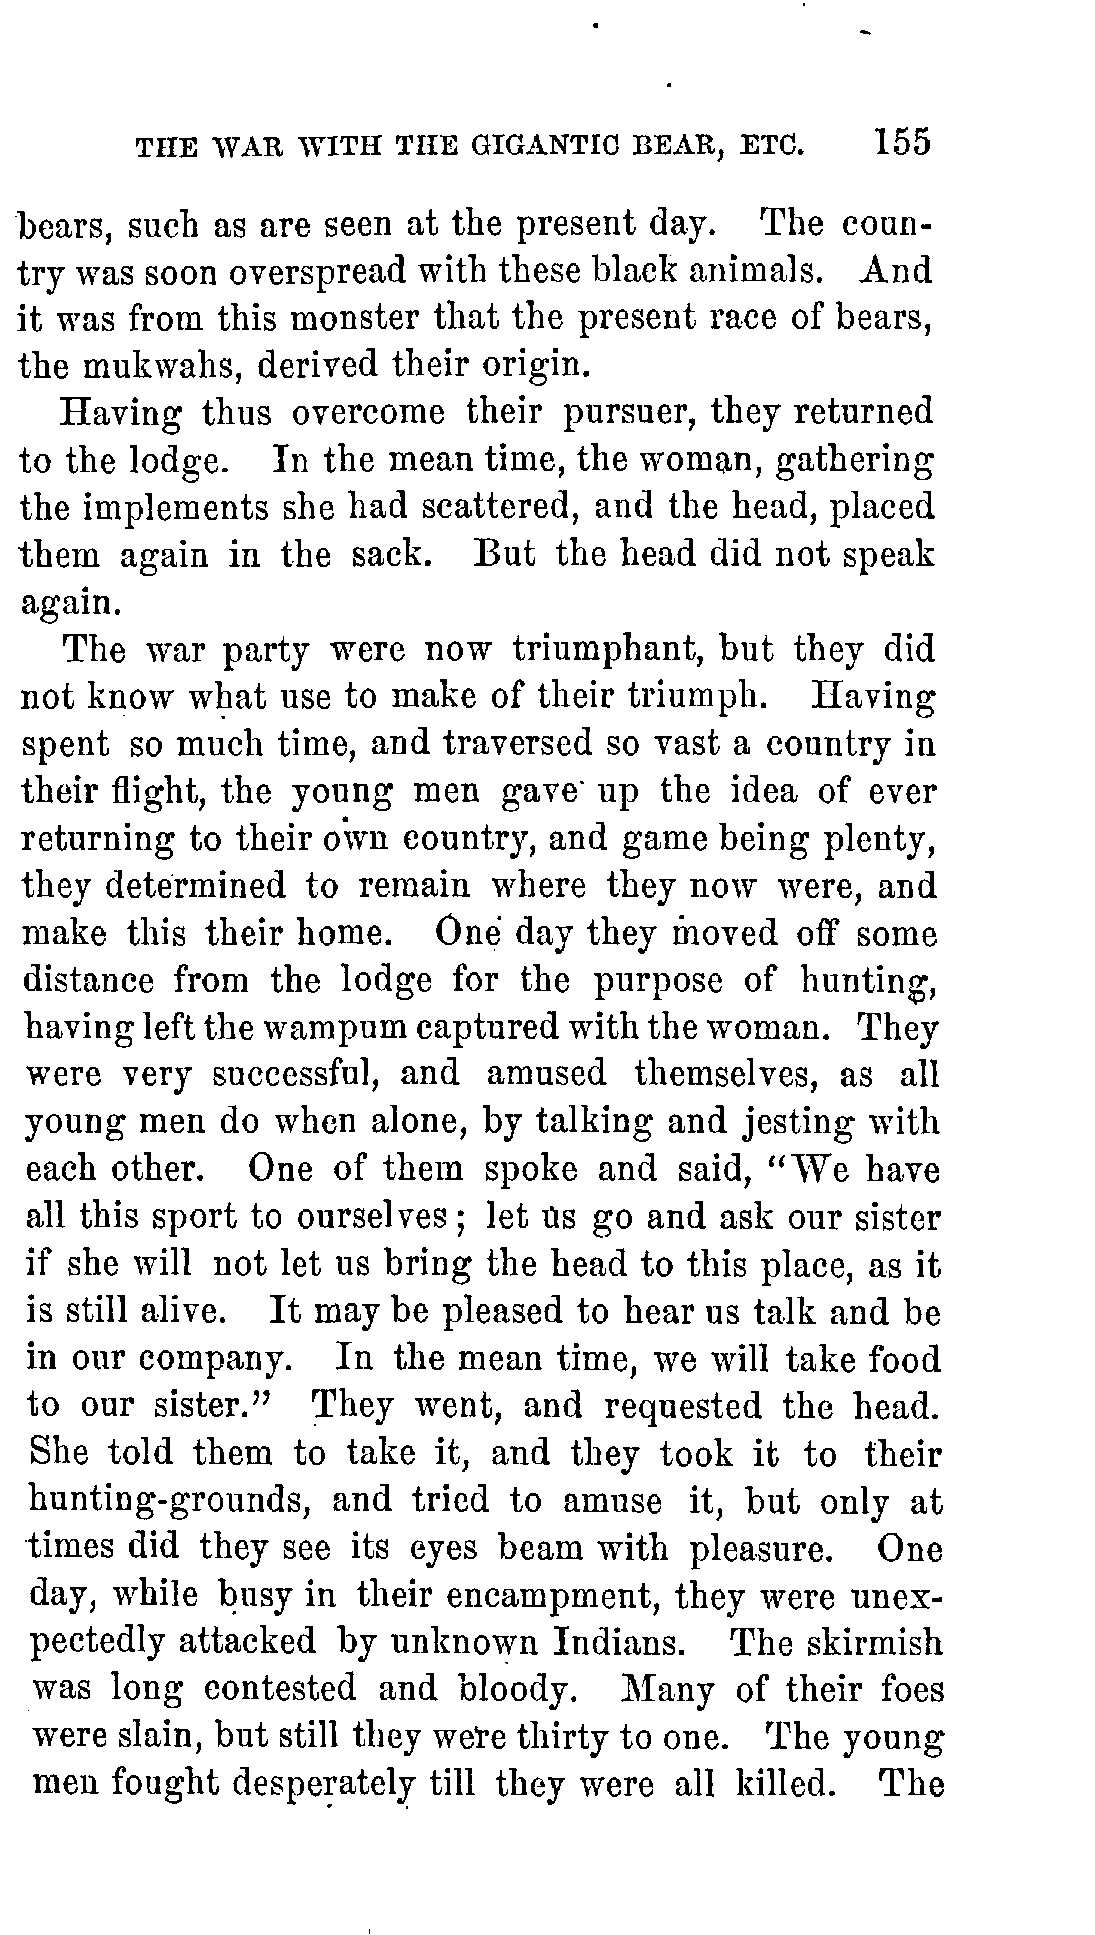 THE WAR WITH THE GIGANTIC BEAR, ETC. 155
bears, such as are seen at the present day. The coun-
try was soon overspread with these black animals. And
it was from this monster that the present race of bears,
the mukwahs, derived their origin.
Having thus overcome their pursuer, they returned
to the lodge. In the mean time, the woman, gathering
the implements she had scattered, and the head, placed
them again in the sack. But the head did not speak
again.
The war party were now triumphant, but they did
not know what use to make of their triumph. Having
spent so much time, and traversed so vast a country in
their flight, the young men gave up the idea of ever
returning to their own country, and game being plenty,
they determined to remain where they now were, and
make this their home. One day they moved off some
distance from the lodge for the purpose of hunting,
having left the wampum captured with the woman. They
were very successful, and amused themselves, as all
young men do when alone, by talking and jesting with
each other. One of them spoke and said, "We have
all this sport to ourselves; let us go and ask our sister
if she will not let us bring the head to this place, as it
is still alive. It may be pleased to hear us talk and be
in our company. In the mean time, we will take food
to our sister." They went, and requested the head.
She told them to take it, and they took it to their
hunting-grounds, and tried to amuse it, but only at
times did they see its eyes beam with pleasure. One
day, while busy in their encampment, they were unex-
pectedly attacked by unknown Indians. The skirmish
was long contested and bloody. Many of their foes
were slain, but still they were thirty to one. The young
men fought desperately till they were all killed. The